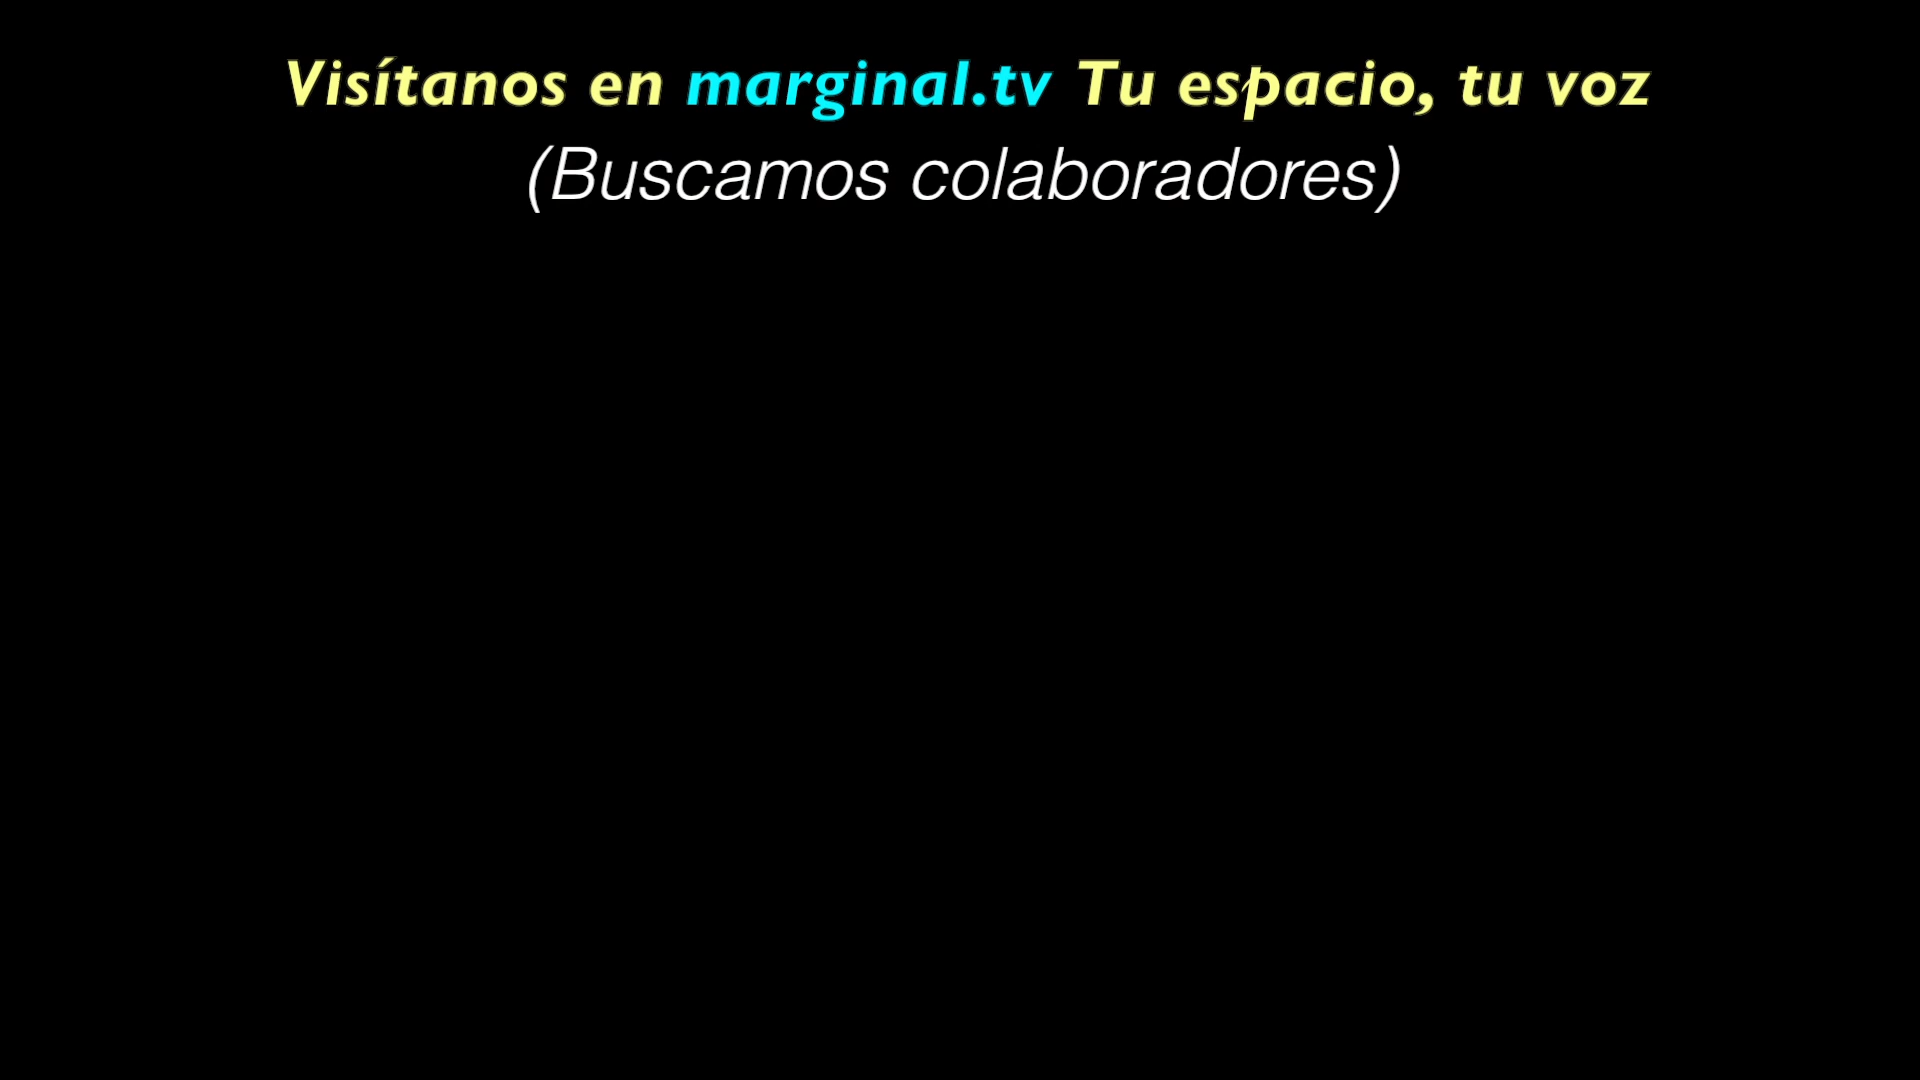 Visítanos en marginal.tv Tu espacio, tu voz
(Buscamos colaboradores)